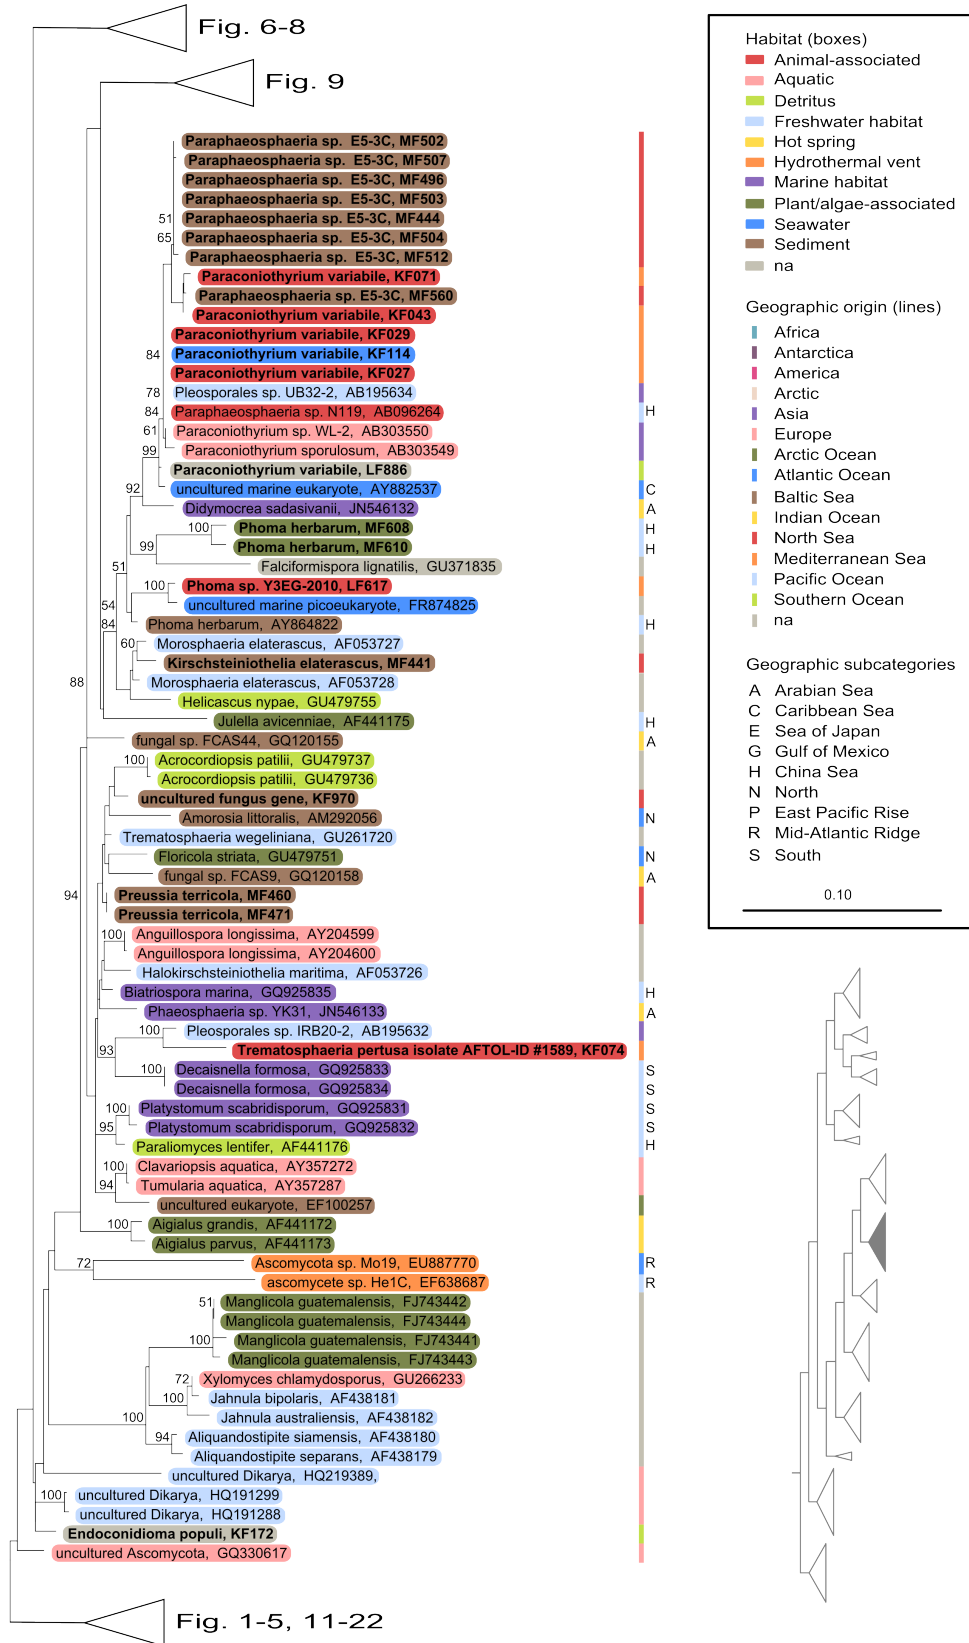 Fig. 6-8
Fig. 9
Paraphaeosphaeria sp. E5-3C, MF502
Paraphaeosphaeria sp. E5-3C, MF507
Paraphaeosphaeria sp. E5-3C, MF496
Paraphaeosphaeria sp. E5-3C, MF503
51 Paraphaeosphaeria sp. E5-3C, MF444
65 Paraphaeosphaeria sp. E5-3C, MF504
Paraphaeosphaeria sp. E5-3C, MF512
Paraconiothyrium variabile, KF071
Paraphaeosphaeria sp. E5-3C, MF560
Paraconiothyrium variabile, KF043
Paraconiothyrium variabile, KF029
84 Paraconiothyrium variabile, KF114
Paraconiothyrium variabile, KF027
78 Pleosporales sp. UB32-2, AB195634
84 Paraphaeosphaeria sp. N119, AB096264 H
61 Paraconiothyrium sp. WL-2, AB303550
99 Paraconiothyrium sporulosum, AB303549
Paraconiothyrium variabile, LF886
92 uncultured marine eukaryote, AY882537 C
Didymocrea sadasivanii, JN546132 A
100 Phoma herbarum, MF608 H
99 Phoma herbarum, MF610 H
51 Falciformispora lignatilis, GU371835
100 Phoma sp. Y3EG-2010, LF617
54 uncultured marine picoeukaryote, FR874825
84 Phoma herbarum, AY864822 H
60 Morosphaeria elaterascus, AF053727
Kirschsteiniothelia elaterascus, MF441
88 Morosphaeria elaterascus, AF053728
Helicascus nypae, GU479755
Julella avicenniae, AF441175 H
fungal sp. FCAS44, GQ120155 A
100 Acrocordiopsis patilii, GU479737
Acrocordiopsis patilii, GU479736
uncultured fungus gene, KF970
Amorosia littoralis, AM292056 N
Trematosphaeria wegeliniana, GU261720
Floricola striata, GU479751 N
fungal sp. FCAS9, GQ120158 A
94 Preussia terricola, MF460
Preussia terricola, MF471
100 Anguillospora longissima, AY204599
Anguillospora longissima, AY204600
Halokirschsteiniothelia maritima, AF053726
Biatriospora marina, GQ925835 H
Phaeosphaeria sp. YK31, JN546133 A
100 Pleosporales sp. IRB20-2, AB195632
93 Trematosphaeria pertusa isolate AFTOL-ID #1589, KF074
100 Decaisnella formosa, GQ925833 S
Decaisnella formosa, GQ925834 S
100 Platystomum scabridisporum, GQ925831 S
95 Platystomum scabridisporum, GQ925832 S
Paraliomyces lentifer, AF441176 H
100 Clavariopsis aquatica, AY357272
94 Tumularia aquatica, AY357287
uncultured eukaryote, EF100257
100 Aigialus grandis, AF441172
Aigialus parvus, AF441173
72 Ascomycota sp. Mo19, EU887770 R
ascomycete sp. He1C, EF638687 R
51 Manglicola guatemalensis, FJ743442
Manglicola guatemalensis, FJ743444
100 Manglicola guatemalensis, FJ743441
Manglicola guatemalensis, FJ743443
72 Xylomyces chlamydosporus, GU266233
100 Jahnula bipolaris, AF438181
100 Jahnula australiensis, AF438182
94 Aliquandostipite siamensis, AF438180
Aliquandostipite separans, AF438179
uncultured Dikarya, HQ219389,
100 uncultured Dikarya, HQ191299
uncultured Dikarya, HQ191288
Endoconidioma populi, KF172
uncultured Ascomycota, GQ330617
Fig. 1-5, 11-22
Habitat (boxes)
Animal-associated
Aquatic
Detritus
Freshwater habitat
Hot spring
Hydrothermal vent
Marine habitat
Plant/algae-associated
Seawater
Sediment
na
Geographic origin (lines)
Africa
Antarctica
America
Arctic
Asia
Europe
Arctic Ocean
Atlantic Ocean
Baltic Sea
Indian Ocean
North Sea
Mediterranean Sea
Pacific Ocean
Southern Ocean
na
Geographic subcategories
A Arabian Sea
C Caribbean Sea
E Sea of Japan
G Gulf of Mexico
H China Sea
N North
P East Pacific Rise
R Mid-Atlantic Ridge
S South
0.10